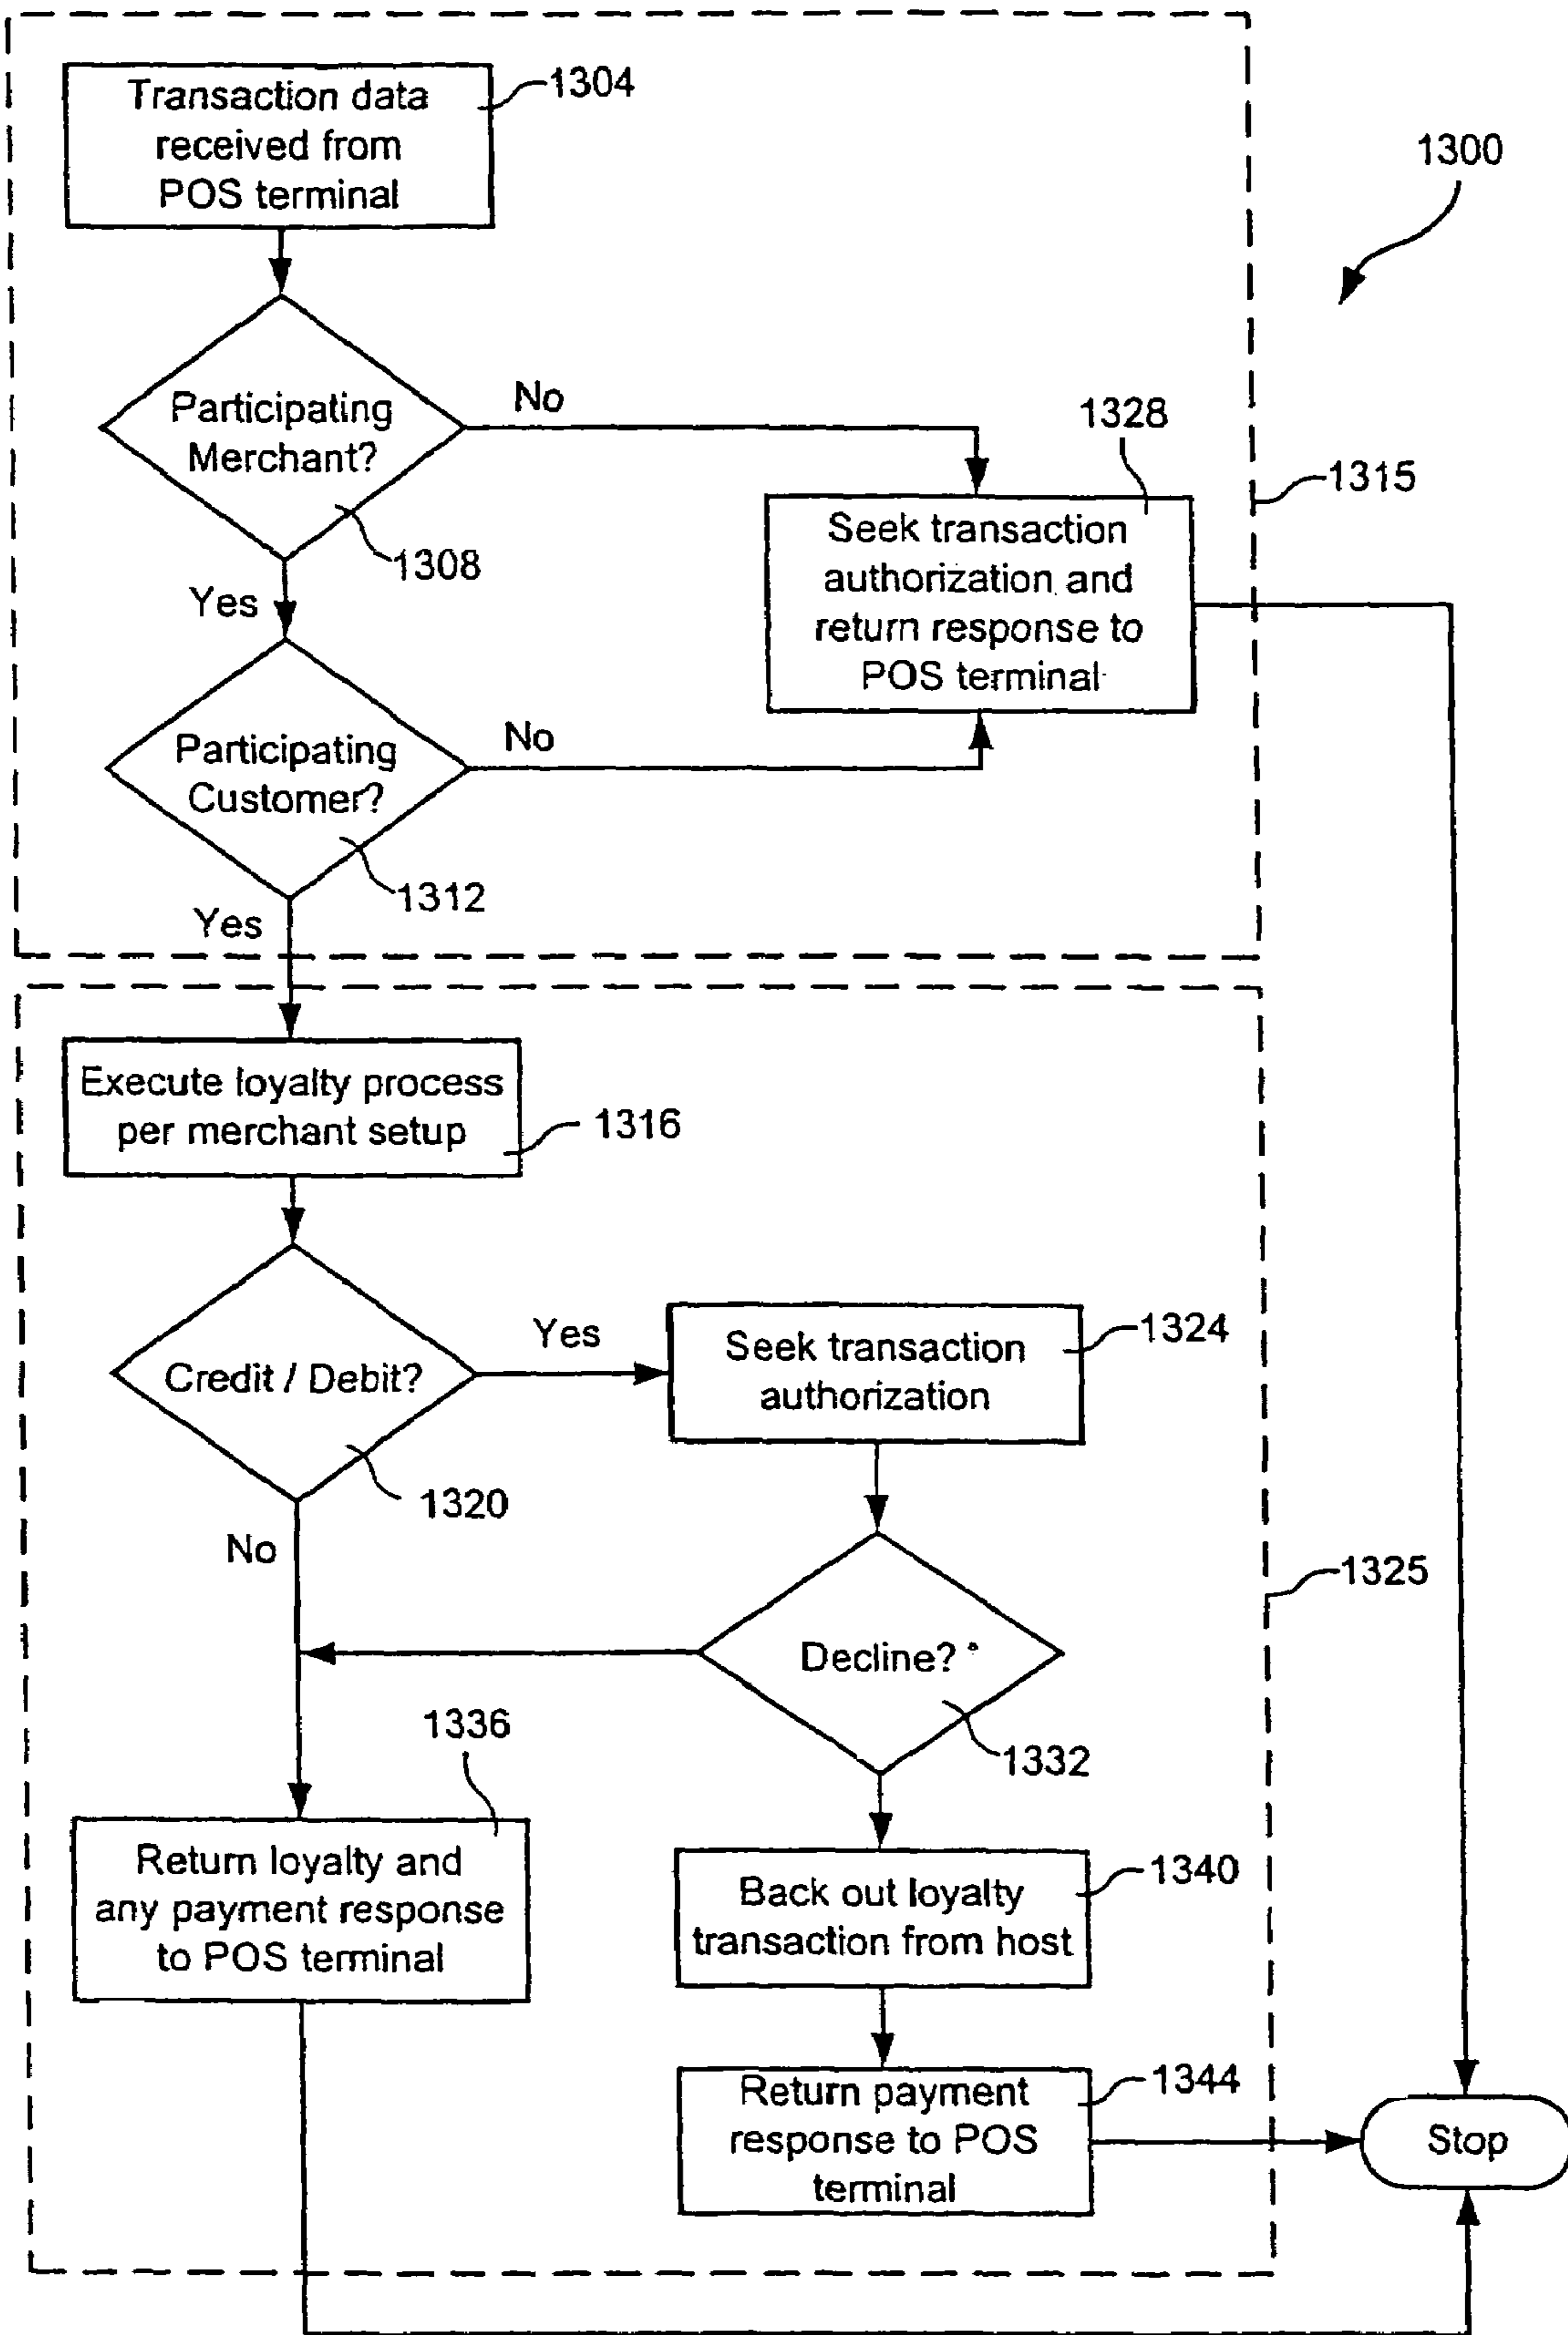 Transaction data
received from
POS terminal
1304
1300
Participating
Merchant?
No
1308
1328
1315
Seek transaction
authorization and
return response to
POS terminal
Yes
Participating
Customer?
No
1312
Yes
Execute loyalty process
per merchant setup
1316
Credit / Debit?
Yes
1320
Seek transaction
authorization
1324
No
1325
Decline?
1332
1336
Return loyalty and
any payment response
to POS terminal
Back out loyalty
transaction from host
1340
Return payment
response to POS
terminal
1344
Stop